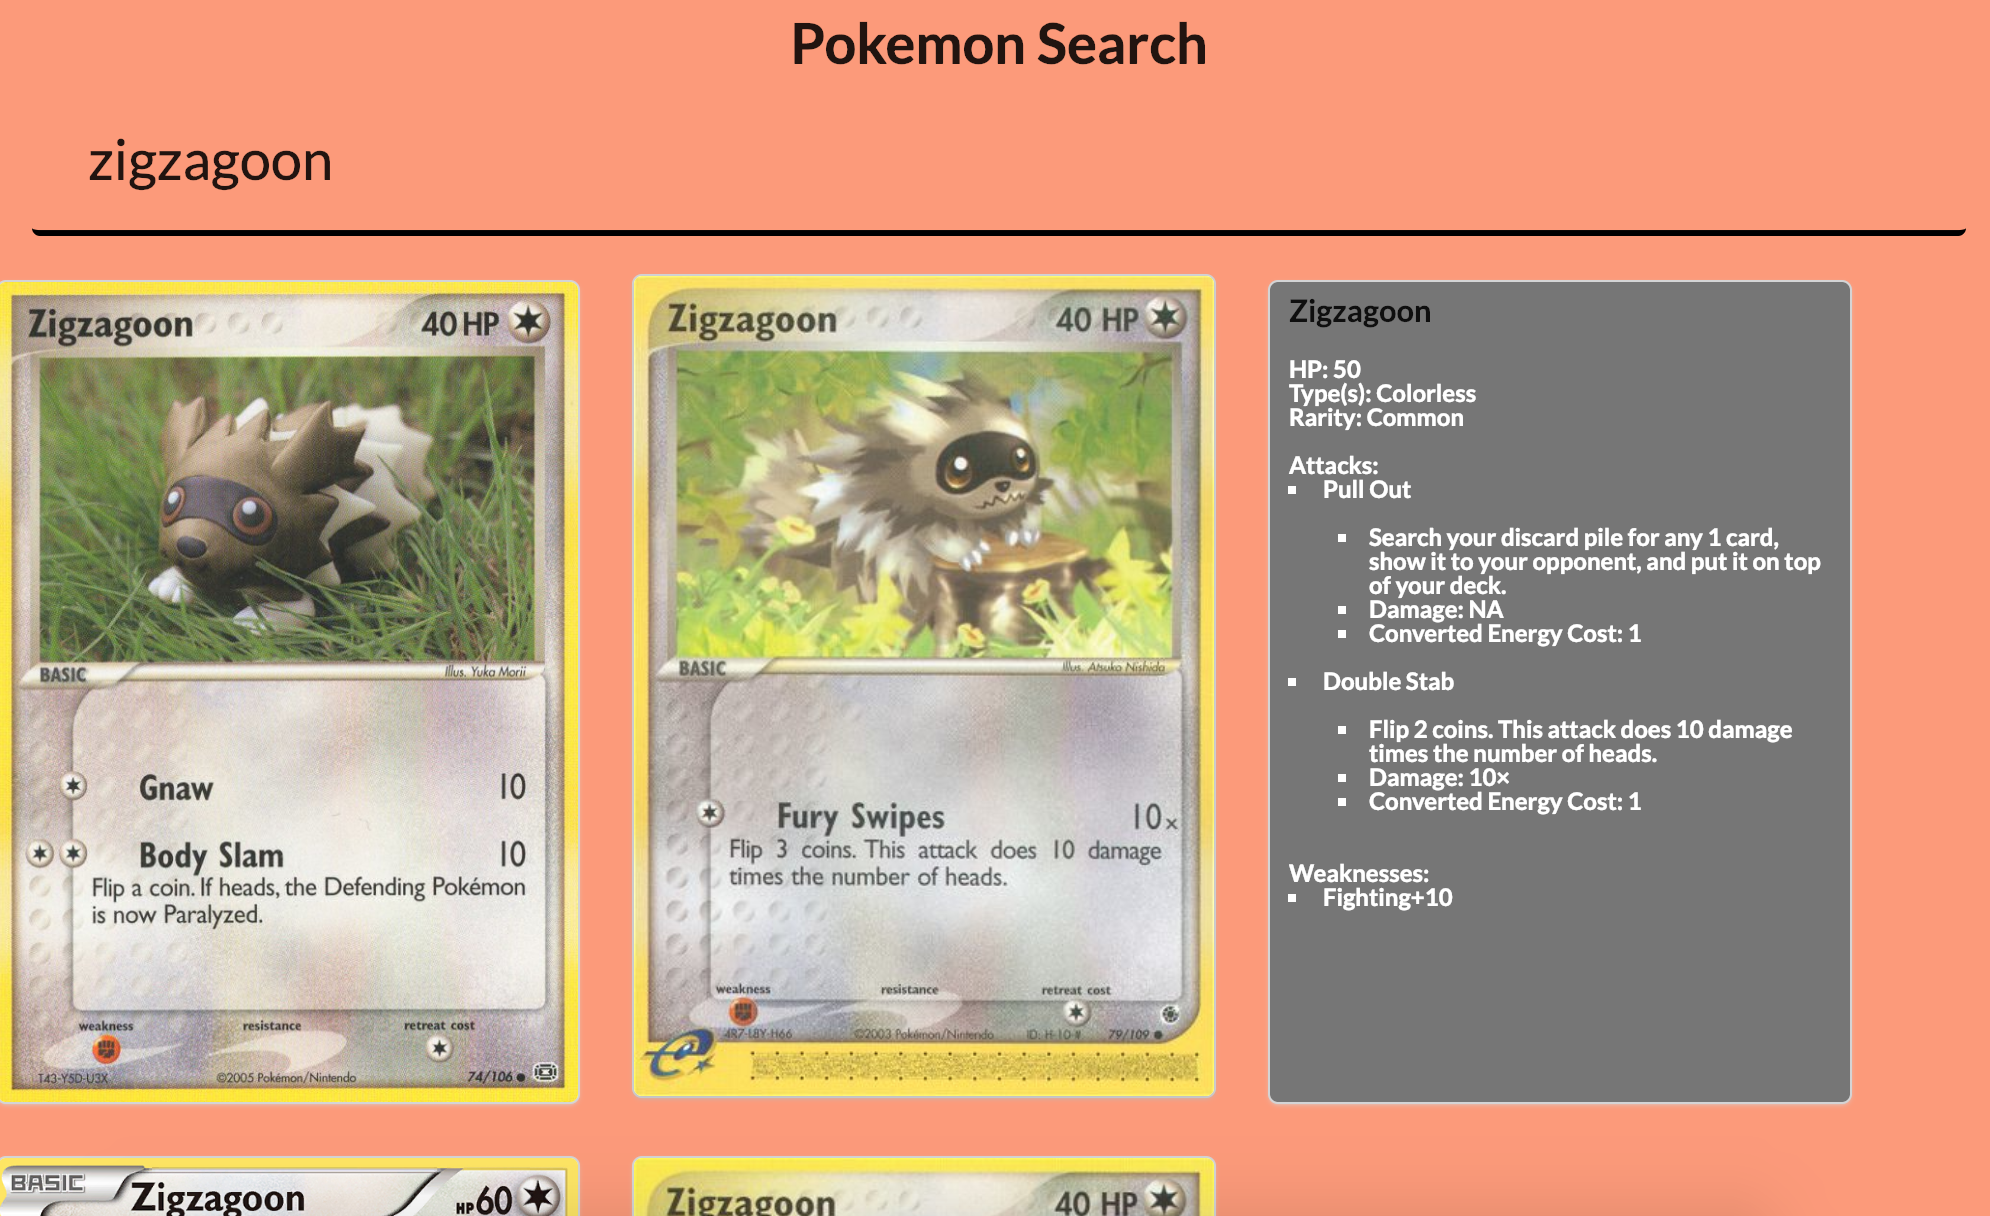 Pokemon Search
zigzagoon
Zigzagoon 40 HP
BASIC Illus. Yuka Morii
Gnaw 10
Body Slam 10
Flip a coin. If heads, the Defending Pokémon
is now Paralyzed.
weakness resistance retreat cost
T43-Y5D-U3X ©2005 Pokémon/Nintendo 74/106
Zigzagoon 40 HP
BASIC Illus. Atsuko Nishida
Fury Swipes 10×
Flip 3 coins. This attack does 10 damage
times the number of heads.
weakness resistance retreat cost
4R7-L8Y-H66 ©2003 Pokémon/Nintendo 79/109
e
Zigzagoon
HP: 50
Type(s): Colorless
Rarity: Common
Attacks:
Pull Out
Search your discard pile for any 1 card,
show it to your opponent, and put it on top
of your deck.
Damage: NA
Converted Energy Cost: 1
Double Stab
Flip 2 coins. This attack does 10 damage
times the number of heads.
Damage: 10×
Converted Energy Cost: 1
Weaknesses:
Fighting+10
BASIC Zigzagoon HP 60
Zigzagoon 40 HP